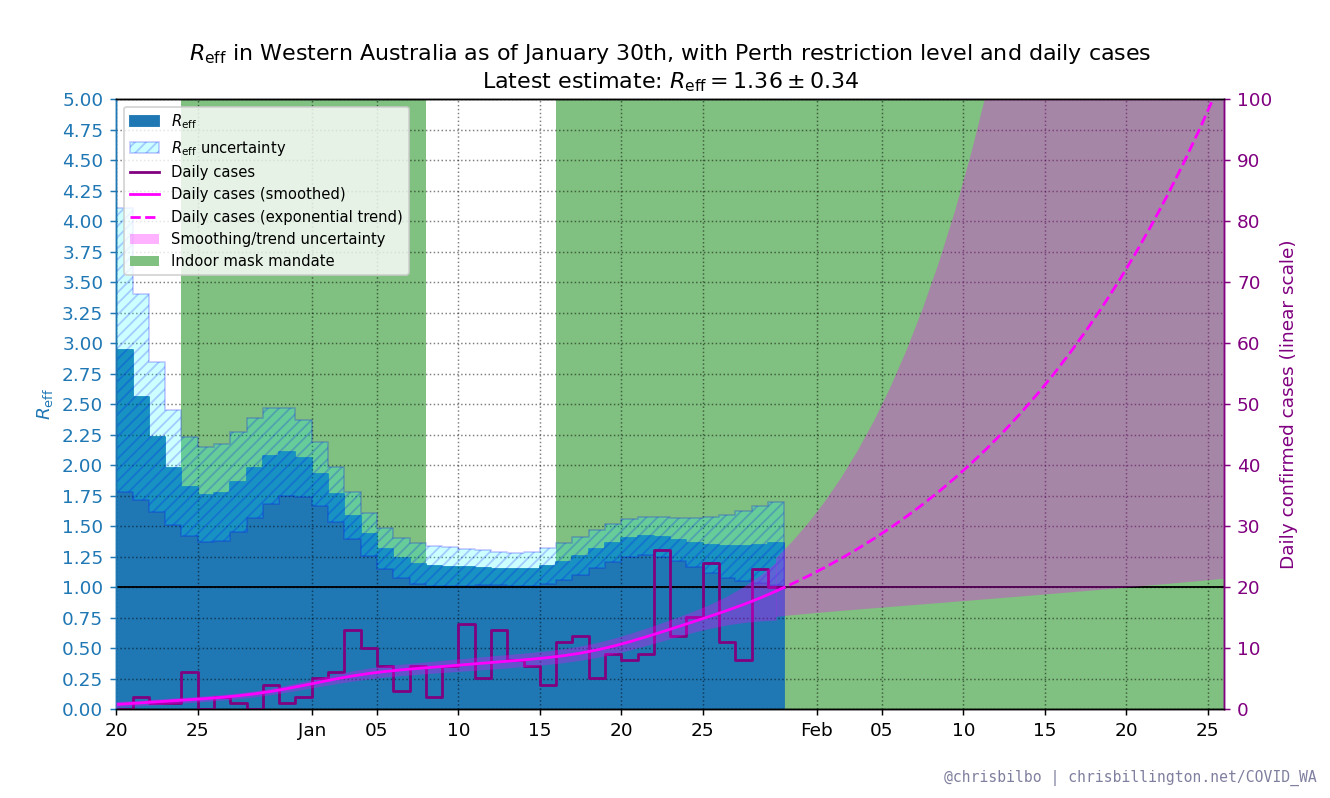 R_eff in Western Australia as of January 30th, with Perth restriction level and daily cases
Latest estimate: R_eff = 1.36 ± 0.34
R_eff
R_eff uncertainty
Daily cases
Daily cases (smoothed)
Daily cases (exponential trend)
Smoothing/trend uncertainty
Indoor mask mandate
R_eff
5.00
4.75
4.50
4.25
4.00
3.75
3.50
3.25
3.00
2.75
2.50
2.25
2.00
1.75
1.50
1.25
1.00
0.75
0.50
0.25
0.00
100
90
80
70
60
50
40
30
20
10
0
Daily confirmed cases (linear scale)
20 25 Jan 05 10 15 20 25 Feb 05 10 15 20 25
@chrisbilbo | chrisbillington.net/COVID_WA